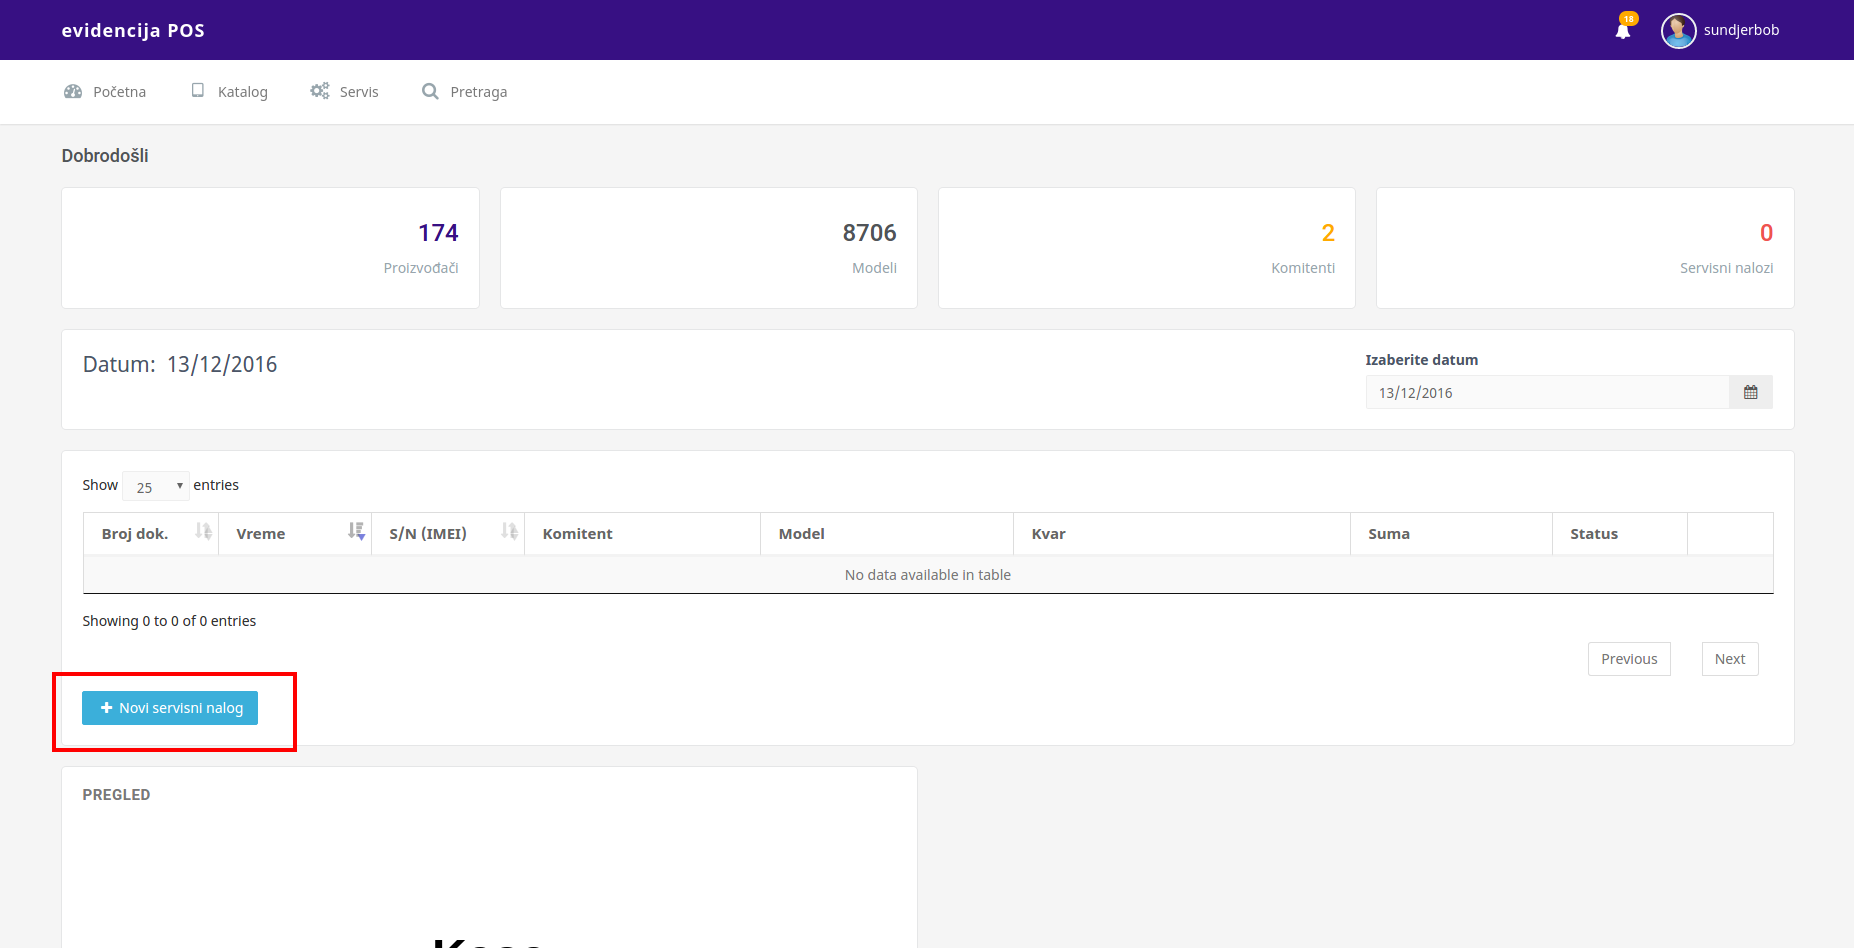 evidencija POS
18
sundjerbob
Početna
Katalog
Servis
Pretraga
Dobrodošli
174
Proizvođači
8706
Modeli
2
Komitenti
0
Servisni nalozi
Datum: 13/12/2016
Izaberite datum
13/12/2016
Show 25 entries
Broj dok.
Vreme
S/N (IMEI)
Komitent
Model
Kvar
Suma
Status
No data available in table
Showing 0 to 0 of 0 entries
Previous
Next
Novi servisni nalog
PREGLED